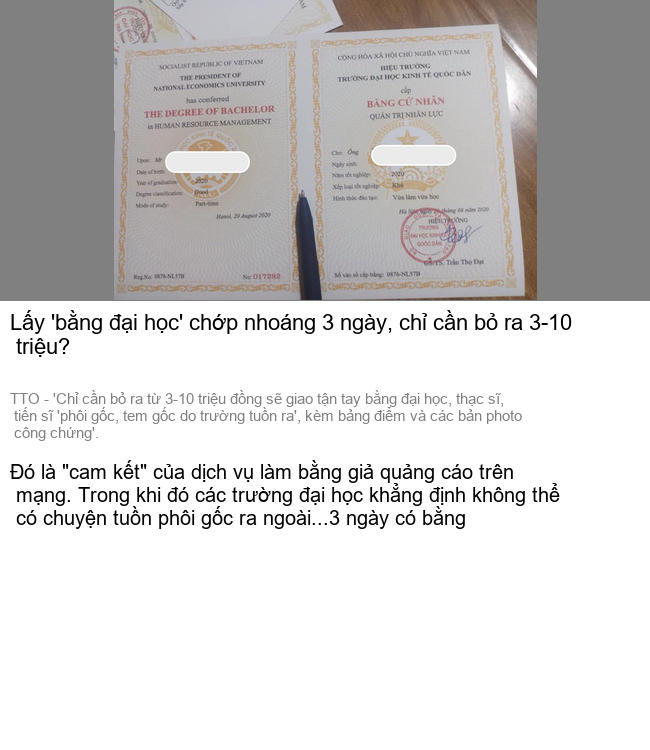 SOCIALIST REPUBLIC OF VIETNAM
THE PRESIDENT OF
NATIONAL ECONOMICS UNIVERSITY
has conferred
THE DEGREE OF BACHELOR
in HUMAN RESOURCE MANAGEMENT
Upon: Mr
Date of birth:
Year of graduation: 2020
Degree classification: Good
Mode of study: Part-time
Hanoi, 20 August 2020
Reg.No: 0876-NL57B
No: 017282
CỘNG HÒA XÃ HỘI CHỦ NGHĨA VIỆT NAM
HIỆU TRƯỞNG
TRƯỜNG ĐẠI HỌC KINH TẾ QUỐC DÂN
cấp
BẰNG CỬ NHÂN
QUẢN TRỊ NHÂN LỰC
Cho: Ông
Ngày sinh:
Năm tốt nghiệp: 2020
Xếp loại tốt nghiệp: Khá
Hình thức đào tạo: Vừa làm vừa học
Hà Nội, ngày 20 tháng 08 năm 2020
HIỆU TRƯỞNG
TRƯỜNG
ĐẠI HỌC KINH TẾ
QUỐC DÂN
GS.TS. Trần Thọ Đạt
Số vào sổ cấp bằng: 0876-NL57B
Lấy 'bằng đại học' chớp nhoáng 3 ngày, chỉ cần bỏ ra 3-10
triệu?
TTO - 'Chỉ cần bỏ ra từ 3-10 triệu đồng sẽ giao tận tay bằng đại học, thạc sĩ,
tiến sĩ 'phôi gốc, tem gốc do trường tuồn ra', kèm bảng điểm và các bản photo
công chứng'.
Đó là "cam kết" của dịch vụ làm bằng giả quảng cáo trên
mạng. Trong khi đó các trường đại học khẳng định không thể
có chuyện tuồn phôi gốc ra ngoài...3 ngày có bằng